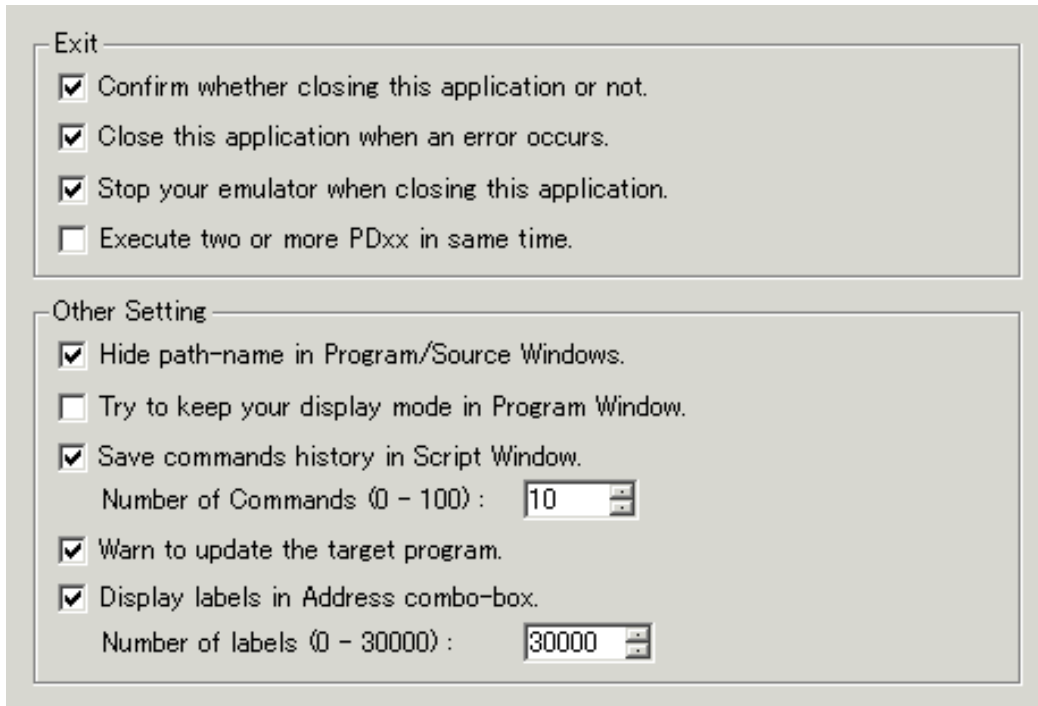 Exit
Confirm whether closing this application or not.
Close this application when an error occurs.
Stop your emulator when closing this application.
Execute two or more PDxx in same time.
Other Setting
Hide path-name in Program/Source Windows.
Try to keep your display mode in Program Window.
Save commands history in Script Window.
Number of Commands (0 - 100) : 10
Warn to update the target program.
Display labels in Address combo-box.
Number of labels (0 - 30000) : 30000